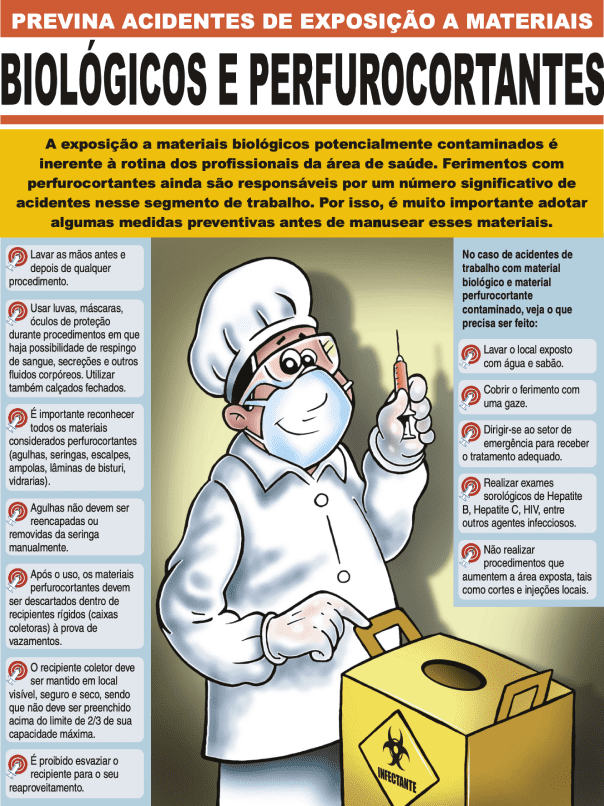 PREVINA ACIDENTES DE EXPOSIÇÃO A MATERIAIS
BIOLÓGICOS E PERFUROCORTANTES
A exposição a materiais biológicos potencialmente contaminados é
inerente à rotina dos profissionais da área de saúde. Ferimentos com
perfurocortantes ainda são responsáveis por um número significativo de
acidentes nesse segmento de trabalho. Por isso, é muito importante adotar
algumas medidas preventivas antes de manusear esses materiais.
Lavar as mãos antes e
depois de qualquer
procedimento.
Usar luvas, máscaras,
óculos de proteção
durante procedimentos em que
haja possibilidade de respingo
de sangue, secreções e outros
fluidos corpóreos. Utilizar
também calçados fechados.
É importante reconhecer
todos os materiais
considerados perfurocortantes
(agulhas, seringas, escalpes,
ampolas, lâminas de bisturi,
vidrarias).
Agulhas não devem ser
reencapadas ou
removidas da seringa
manualmente.
Após o uso, os materiais
perfurocortantes devem
ser descartados dentro de
recipientes rígidos (caixas
coletoras) à prova de
vazamentos.
O recipiente coletor deve
ser mantido em local
visível, seguro e seco, sendo
que não deve ser preenchido
acima do limite de 2/3 de sua
capacidade máxima.
É proibido esvaziar o
recipiente para o seu
reaproveitamento.
No caso de acidentes de
trabalho com material
biológico e material
perfurocortante
contaminado, veja o que
precisa ser feito:
Lavar o local exposto
com água e sabão.
Cobrir o ferimento com
uma gaze.
Dirigir-se ao setor de
emergência para receber
o tratamento adequado.
Realizar exames
sorológicos de Hepatite
B, Hepatite C, HIV, entre
outros agentes infecciosos.
Não realizar
procedimentos que
aumentem a área exposta, tais
como cortes e injeções locais.
INFECTANTE